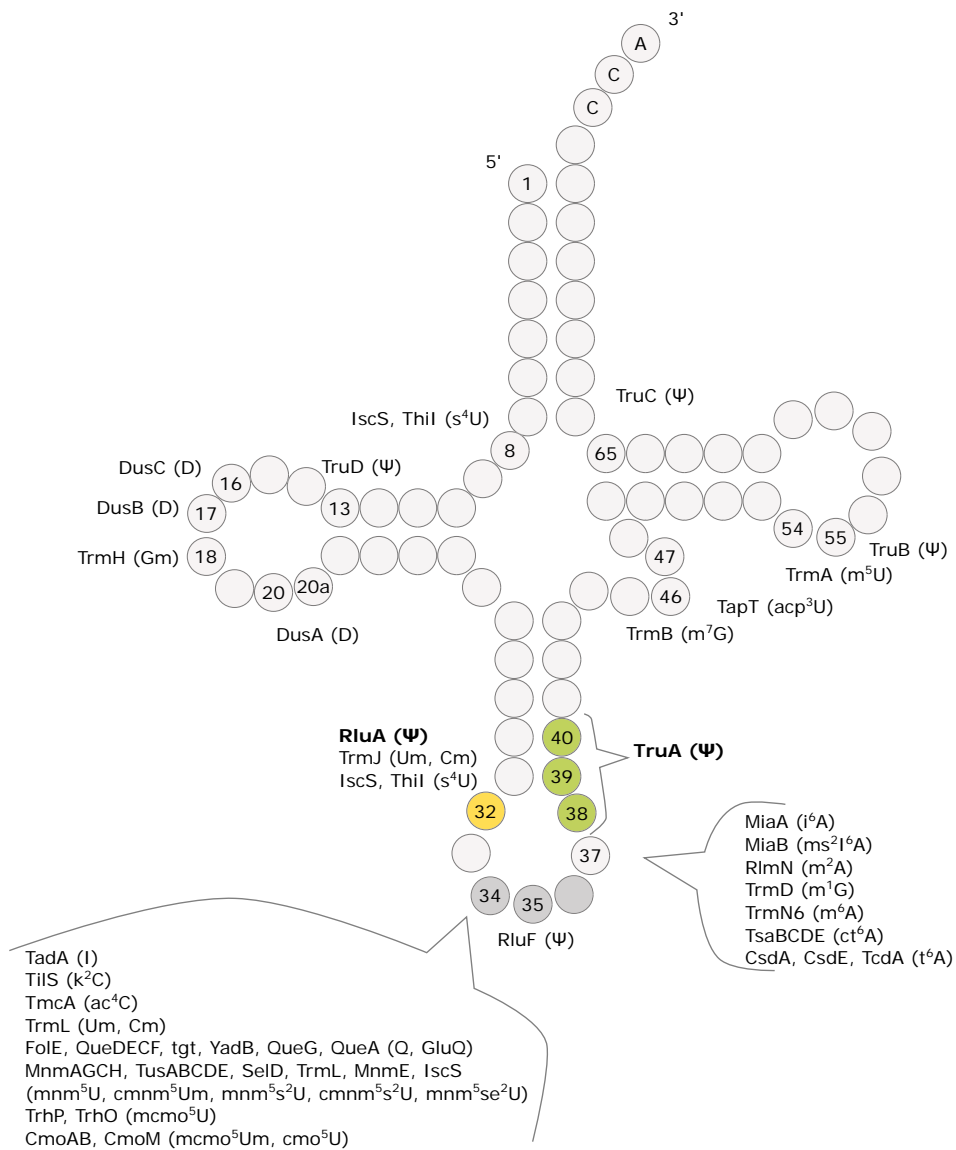 3'
A
C
C
5'
1
TruC (Ψ)
IscS, ThiI (s⁴U)
8
65
DusC (D)
TruD (Ψ)
16
13
DusB (D)
17
54
55
TruB (Ψ)
TrmH (Gm)
18
47
TrmA (m⁵U)
20
20a
46
TapT (acp³U)
DusA (D)
TrmB (m⁷G)
RluA (Ψ)
TrmJ (Um, Cm)
IscS, ThiI (s⁴U)
40
39
38
TruA (Ψ)
32
37
34
35
RluF (Ψ)
MiaA (i⁶A)
MiaB (ms²I⁶A)
RlmN (m²A)
TrmD (m¹G)
TrmN6 (m⁶A)
TsaBCDE (ct⁶A)
CsdA, CsdE, TcdA (t⁶A)
TadA (I)
TilS (k²C)
TmcA (ac⁴C)
TrmL (Um, Cm)
FolE, QueDECF, tgt, YadB, QueG, QueA (Q, GluQ)
MnmAGCH, TusABCDE, SelD, TrmL, MnmE, IscS
(mnm⁵U, cmnm⁵Um, mnm⁵s²U, cmnm⁵s²U, mnm⁵se²U)
TrhP, TrhO (mcmo⁵U)
CmoAB, CmoM (mcmo⁵Um, cmo⁵U)